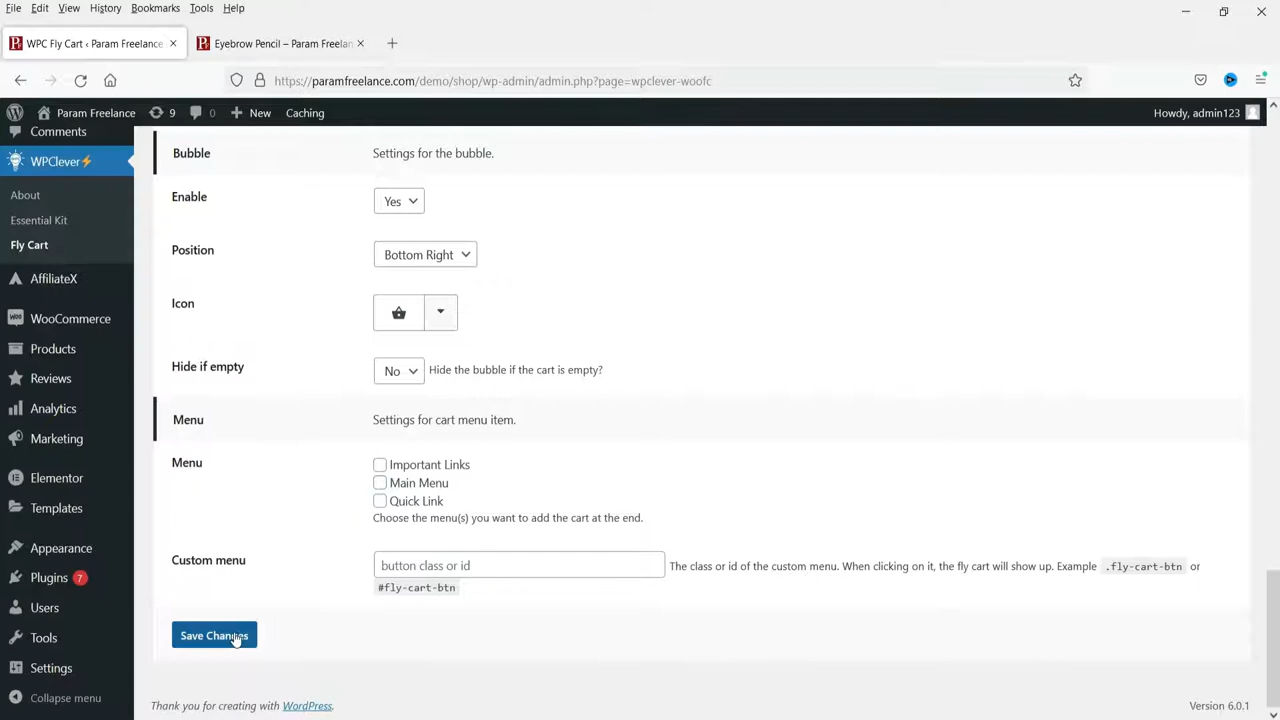 File Edit View History Bookmarks Tools Help
WPC Fly Cart ‹ Param Freelance
Eyebrow Pencil – Param Freelan
https://paramfreelance.com/demo/shop/wp-admin/admin.php?page=wpclever-woofc
Param Freelance 9 0 New Caching Howdy, admin123
Comments
WPClever
About
Essential Kit
Fly Cart
AffiliateX
WooCommerce
Products
Reviews
Analytics
Marketing
Elementor
Templates
Appearance
Plugins 7
Users
Tools
Settings
Collapse menu
Bubble Settings for the bubble.
Enable Yes
Position Bottom Right
Icon
Hide if empty No Hide the bubble if the cart is empty?
Menu Settings for cart menu item.
Menu Important Links
Main Menu
Quick Link
Choose the menu(s) you want to add the cart at the end.
Custom menu button class or id The class or id of the custom menu. When clicking on it, the fly cart will show up. Example .fly-cart-btn or
#fly-cart-btn
Save Changes
Thank you for creating with WordPress. Version 6.0.1